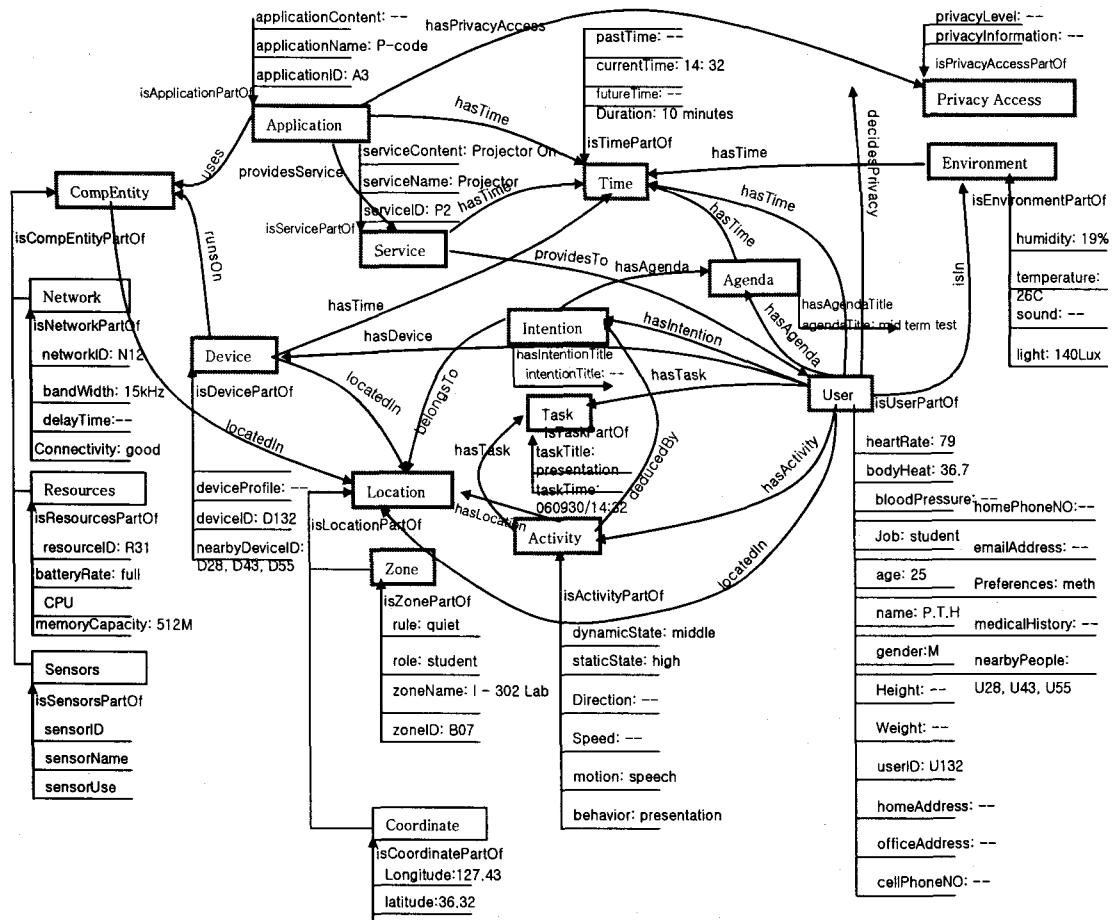 applicationContent: --
applicationName: P-code
applicationID: A3
isApplicationPartOf
Application
hasPrivacyAccess
pastTime: --
currentTime: 14: 32
futureTime: --
Duration: 10 minutes
isTimePartOf
Time
privacyLevel: --
privacyInformation: --
isPrivacyAccessPartOf
Privacy Access
decidesPrivacy
hasTime
hasTime
Environment
isEnvironmentPartOf
humidity: 19%
temperature:
26C
sound: --
light: 140Lux
isIn
uses
providesService
serviceContent: Projector On
serviceName: Projector
serviceID: P2
isServicePartOf
Service
hasTime
CompEntity
isCompEntityPartOf
runsOn
hasTime
hasTime
hasTime
providesTo
hasAgenda
Agenda
hasAgendaTitle
agendaTitle: mid term test
hasAgenda
Network
isNetworkPartOf
networkID: N12
bandWidth: 15kHz
delayTime:--
Connectivity: good
Device
isDevicePartOf
deviceProfile: --
deviceID: D132
nearbyDeviceID:
D28, D43, D55
hasDevice
locatedIn
locatedIn
belongsTo
Intention
hasIntentionTitle
intentionTitle: --
hasIntention
hasTask
Task
isTaskPartOf
taskTitle:
presentation
taskTime:
060930/14:32
hasTask
deducedBy
hasActivity
User
isUserPartOf
heartRate: 79
bodyHeat: 36,7
bloodPressure: --
homePhoneNO: --
Job: student
emailAddress: --
age: 25
Preferences: meth
name: P.T.H
medicalHistory: --
gender:M
nearbyPeople:
U28, U43, U55
Height: --
Weight: --
userID: U132
homeAddress: --
officeAddress: --
cellPhoneNO: --
Resources
isResourcesPartOf
resourceID: R31
batteryRate: full
CPU
memoryCapacity: 512M
Location
isLocationPartOf
hasLocation
locatedIn
Activity
isActivityPartOf
dynamicState: middle
staticState: high
Direction: --
Speed: --
motion: speech
behavior: presentation
Zone
isZonePartOf
rule: quiet
role: student
zoneName: I - 302 Lab
zoneID: B07
Sensors
isSensorsPartOf
sensorID
sensorName
sensorUse
Coordinate
isCoordinatePartOf
Longitude:127,43
latitude:36,32